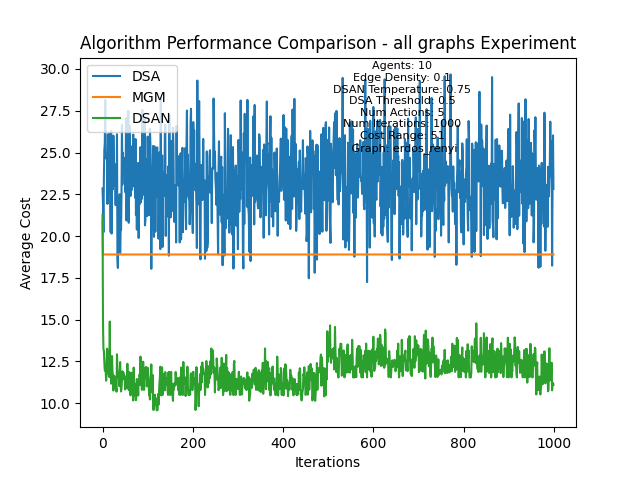 Algorithm Performance Comparison - all graphs Experiment
DSA
MGM
DSAN
Agents: 10
Edge Density: 0.1
DSAN Temperature: 0.75
DSA Threshold: 0.5
Num Actions: 5
Num Iterations: 1000
Cost Range: 51
Graph: erdos_renyi
Average Cost
30.0
27.5
25.0
22.5
20.0
17.5
15.0
12.5
10.0
0
200
400
600
800
1000
Iterations